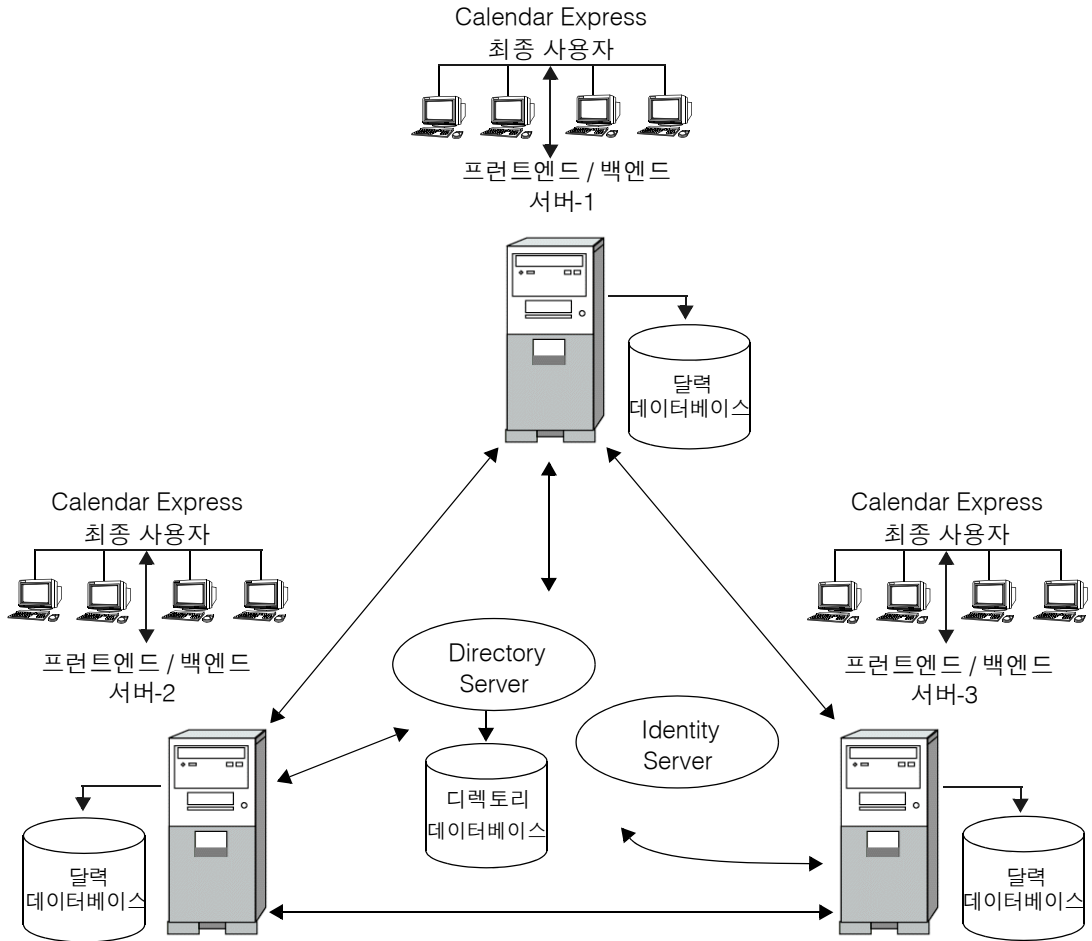 Calendar Express
최종 사용자
프런트엔드 / 백엔드
서버-1
달력
데이터베이스
Calendar Express
최종 사용자
프런트엔드 / 백엔드
서버-2
Calendar Express
최종 사용자
프런트엔드 / 백엔드
서버-3
Directory
Server
Identity
Server
디렉토리
데이터베이스
달력
데이터베이스
달력
데이터베이스